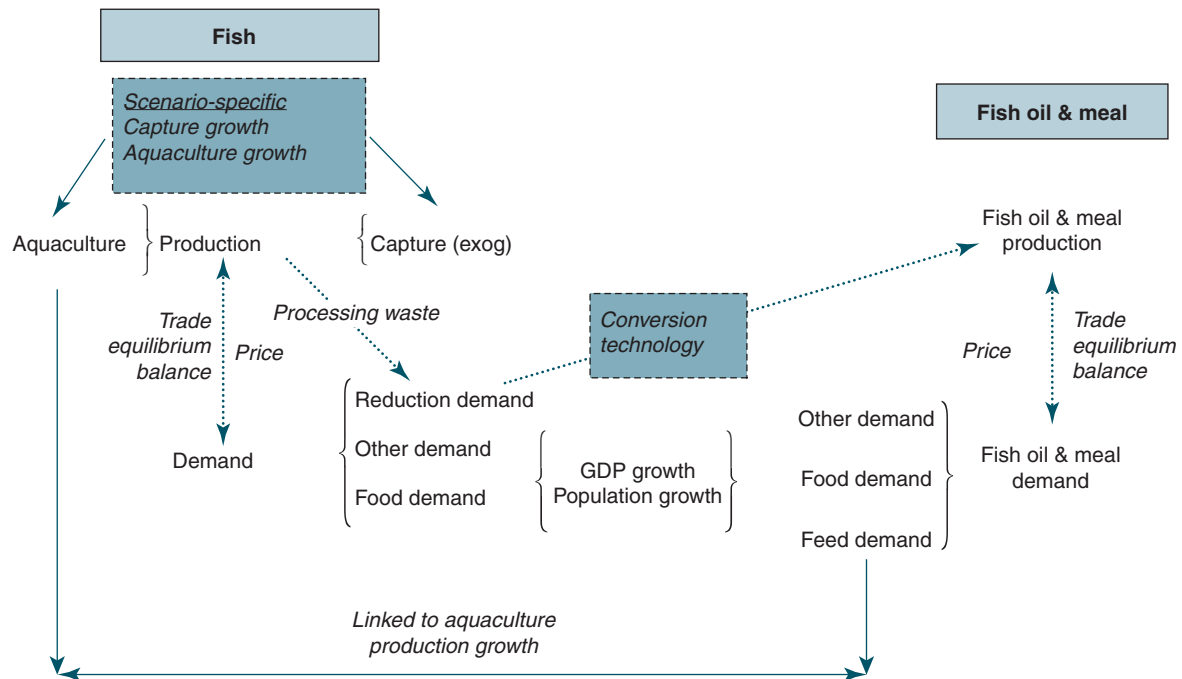 Fish
Scenario-specific
Capture growth
Aquaculture growth
Fish oil & meal
Aquaculture
Production
Capture (exog)
Fish oil & meal
production
Processing waste
Trade
equilibrium
balance
Price
Conversion
technology
Price
Trade
equilibrium
balance
Demand
Reduction demand
Other demand
Food demand
GDP growth
Population growth
Other demand
Food demand
Feed demand
Fish oil & meal
demand
Linked to aquaculture
production growth